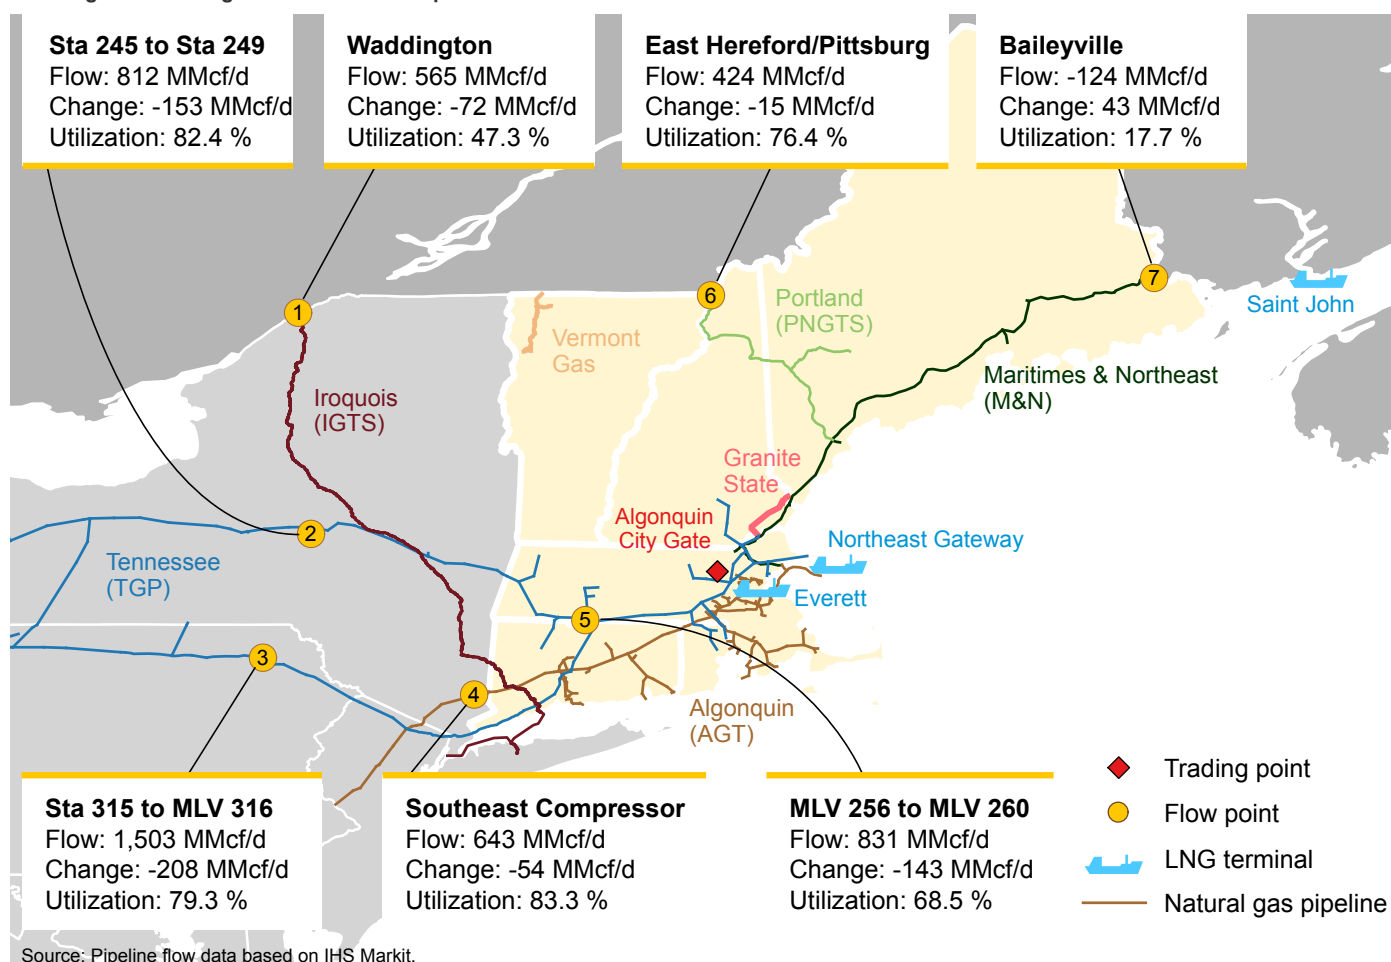 Sta 245 to Sta 249
Flow: 812 MMcf/d
Change: -153 MMcf/d
Utilization: 82.4 %
Waddington
Flow: 565 MMcf/d
Change: -72 MMcf/d
Utilization: 47.3 %
East Hereford/Pittsburg
Flow: 424 MMcf/d
Change: -15 MMcf/d
Utilization: 76.4 %
Baileyville
Flow: -124 MMcf/d
Change: 43 MMcf/d
Utilization: 17.7 %
1
6
7
Saint John
Portland
(PNGTS)
Vermont
Gas
Maritimes & Northeast
(M&N)
Iroquois
(IGTS)
Granite
State
Algonquin
City Gate
2
Northeast Gateway
Tennessee
(TGP)
Everett
5
3
4
Algonquin
(AGT)
Sta 315 to MLV 316
Flow: 1,503 MMcf/d
Change: -208 MMcf/d
Utilization: 79.3 %
Southeast Compressor
Flow: 643 MMcf/d
Change: -54 MMcf/d
Utilization: 83.3 %
MLV 256 to MLV 260
Flow: 831 MMcf/d
Change: -143 MMcf/d
Utilization: 68.5 %
Trading point
Flow point
LNG terminal
Natural gas pipeline
Source: Pipeline flow data based on IHS Markit.